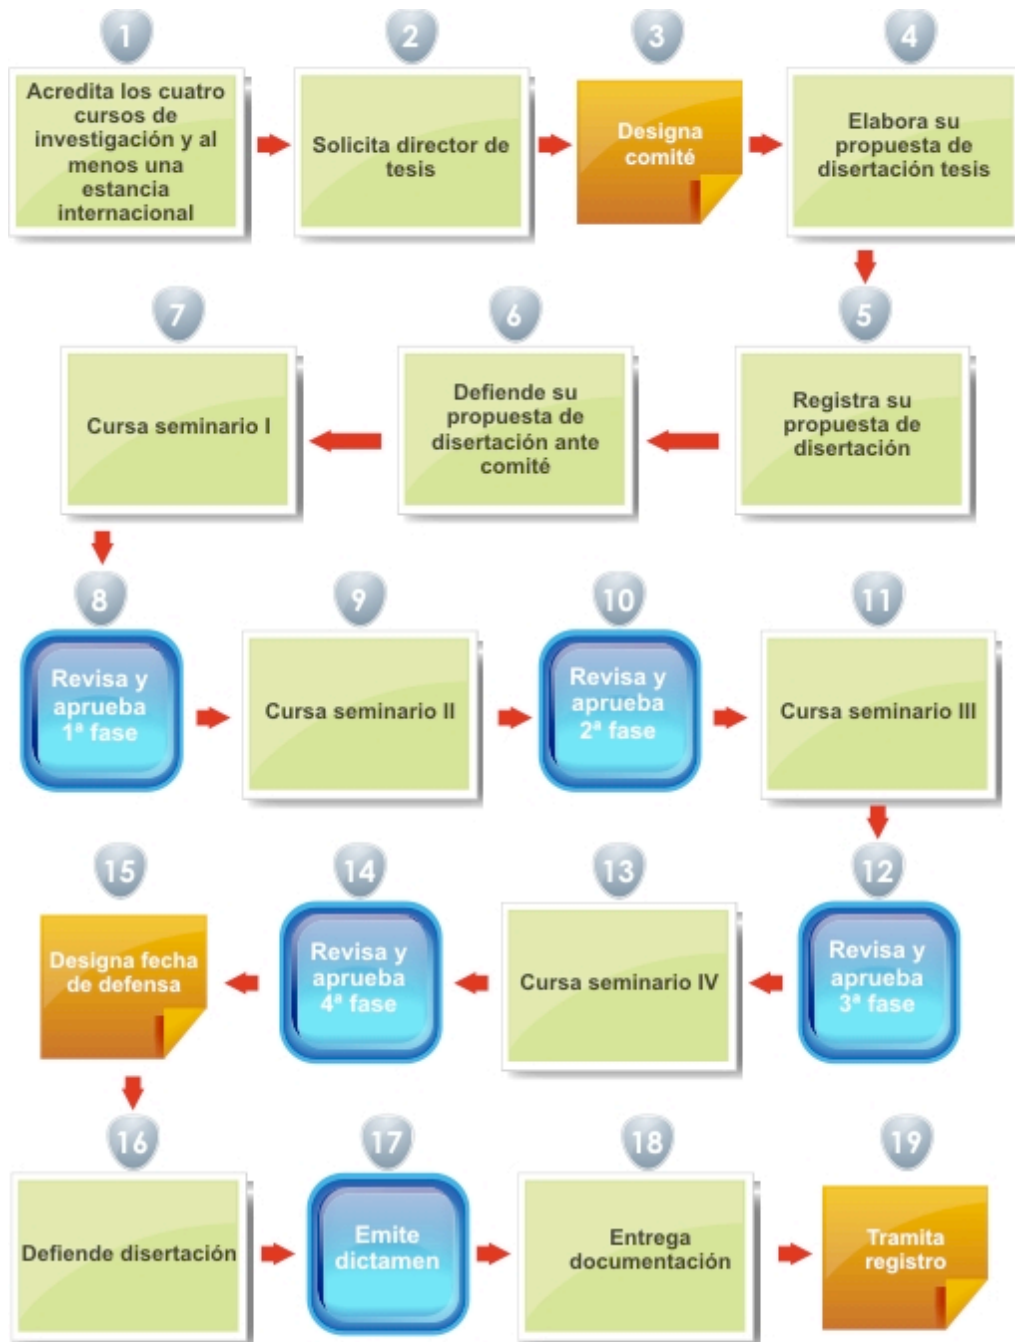 1
Acredita los cuatro
cursos de
investigación y al
menos una
estancia
internacional
2
Solicita director de
tesis
3
Designa
comité
4
Elabora su
propuesta de
disertación tesis
5
Registra su
propuesta de
disertación
6
Defiende su
propuesta de
disertación ante
comité
7
Cursa seminario I
8
Revisa y
aprueba
1ª fase
9
Cursa seminario II
10
Revisa y
aprueba
2ª fase
11
Cursa seminario III
12
Revisa y
aprueba
3ª fase
13
Cursa seminario IV
14
Revisa y
aprueba
4ª fase
15
Designa fecha
de defensa
16
Defiende disertación
17
Emite
dictamen
18
Entrega
documentación
19
Tramita
registro